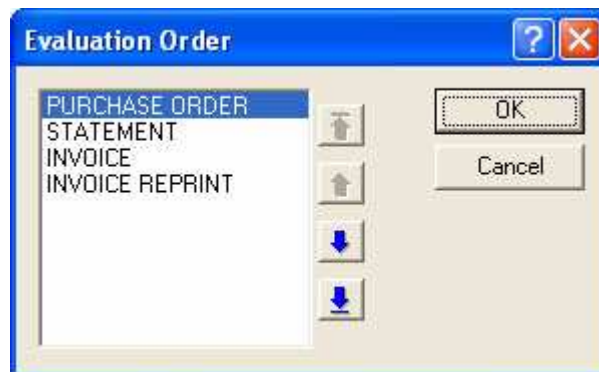 Evaluation Order
PURCHASE ORDER
STATEMENT
INVOICE
INVOICE REPRINT
OK
Cancel